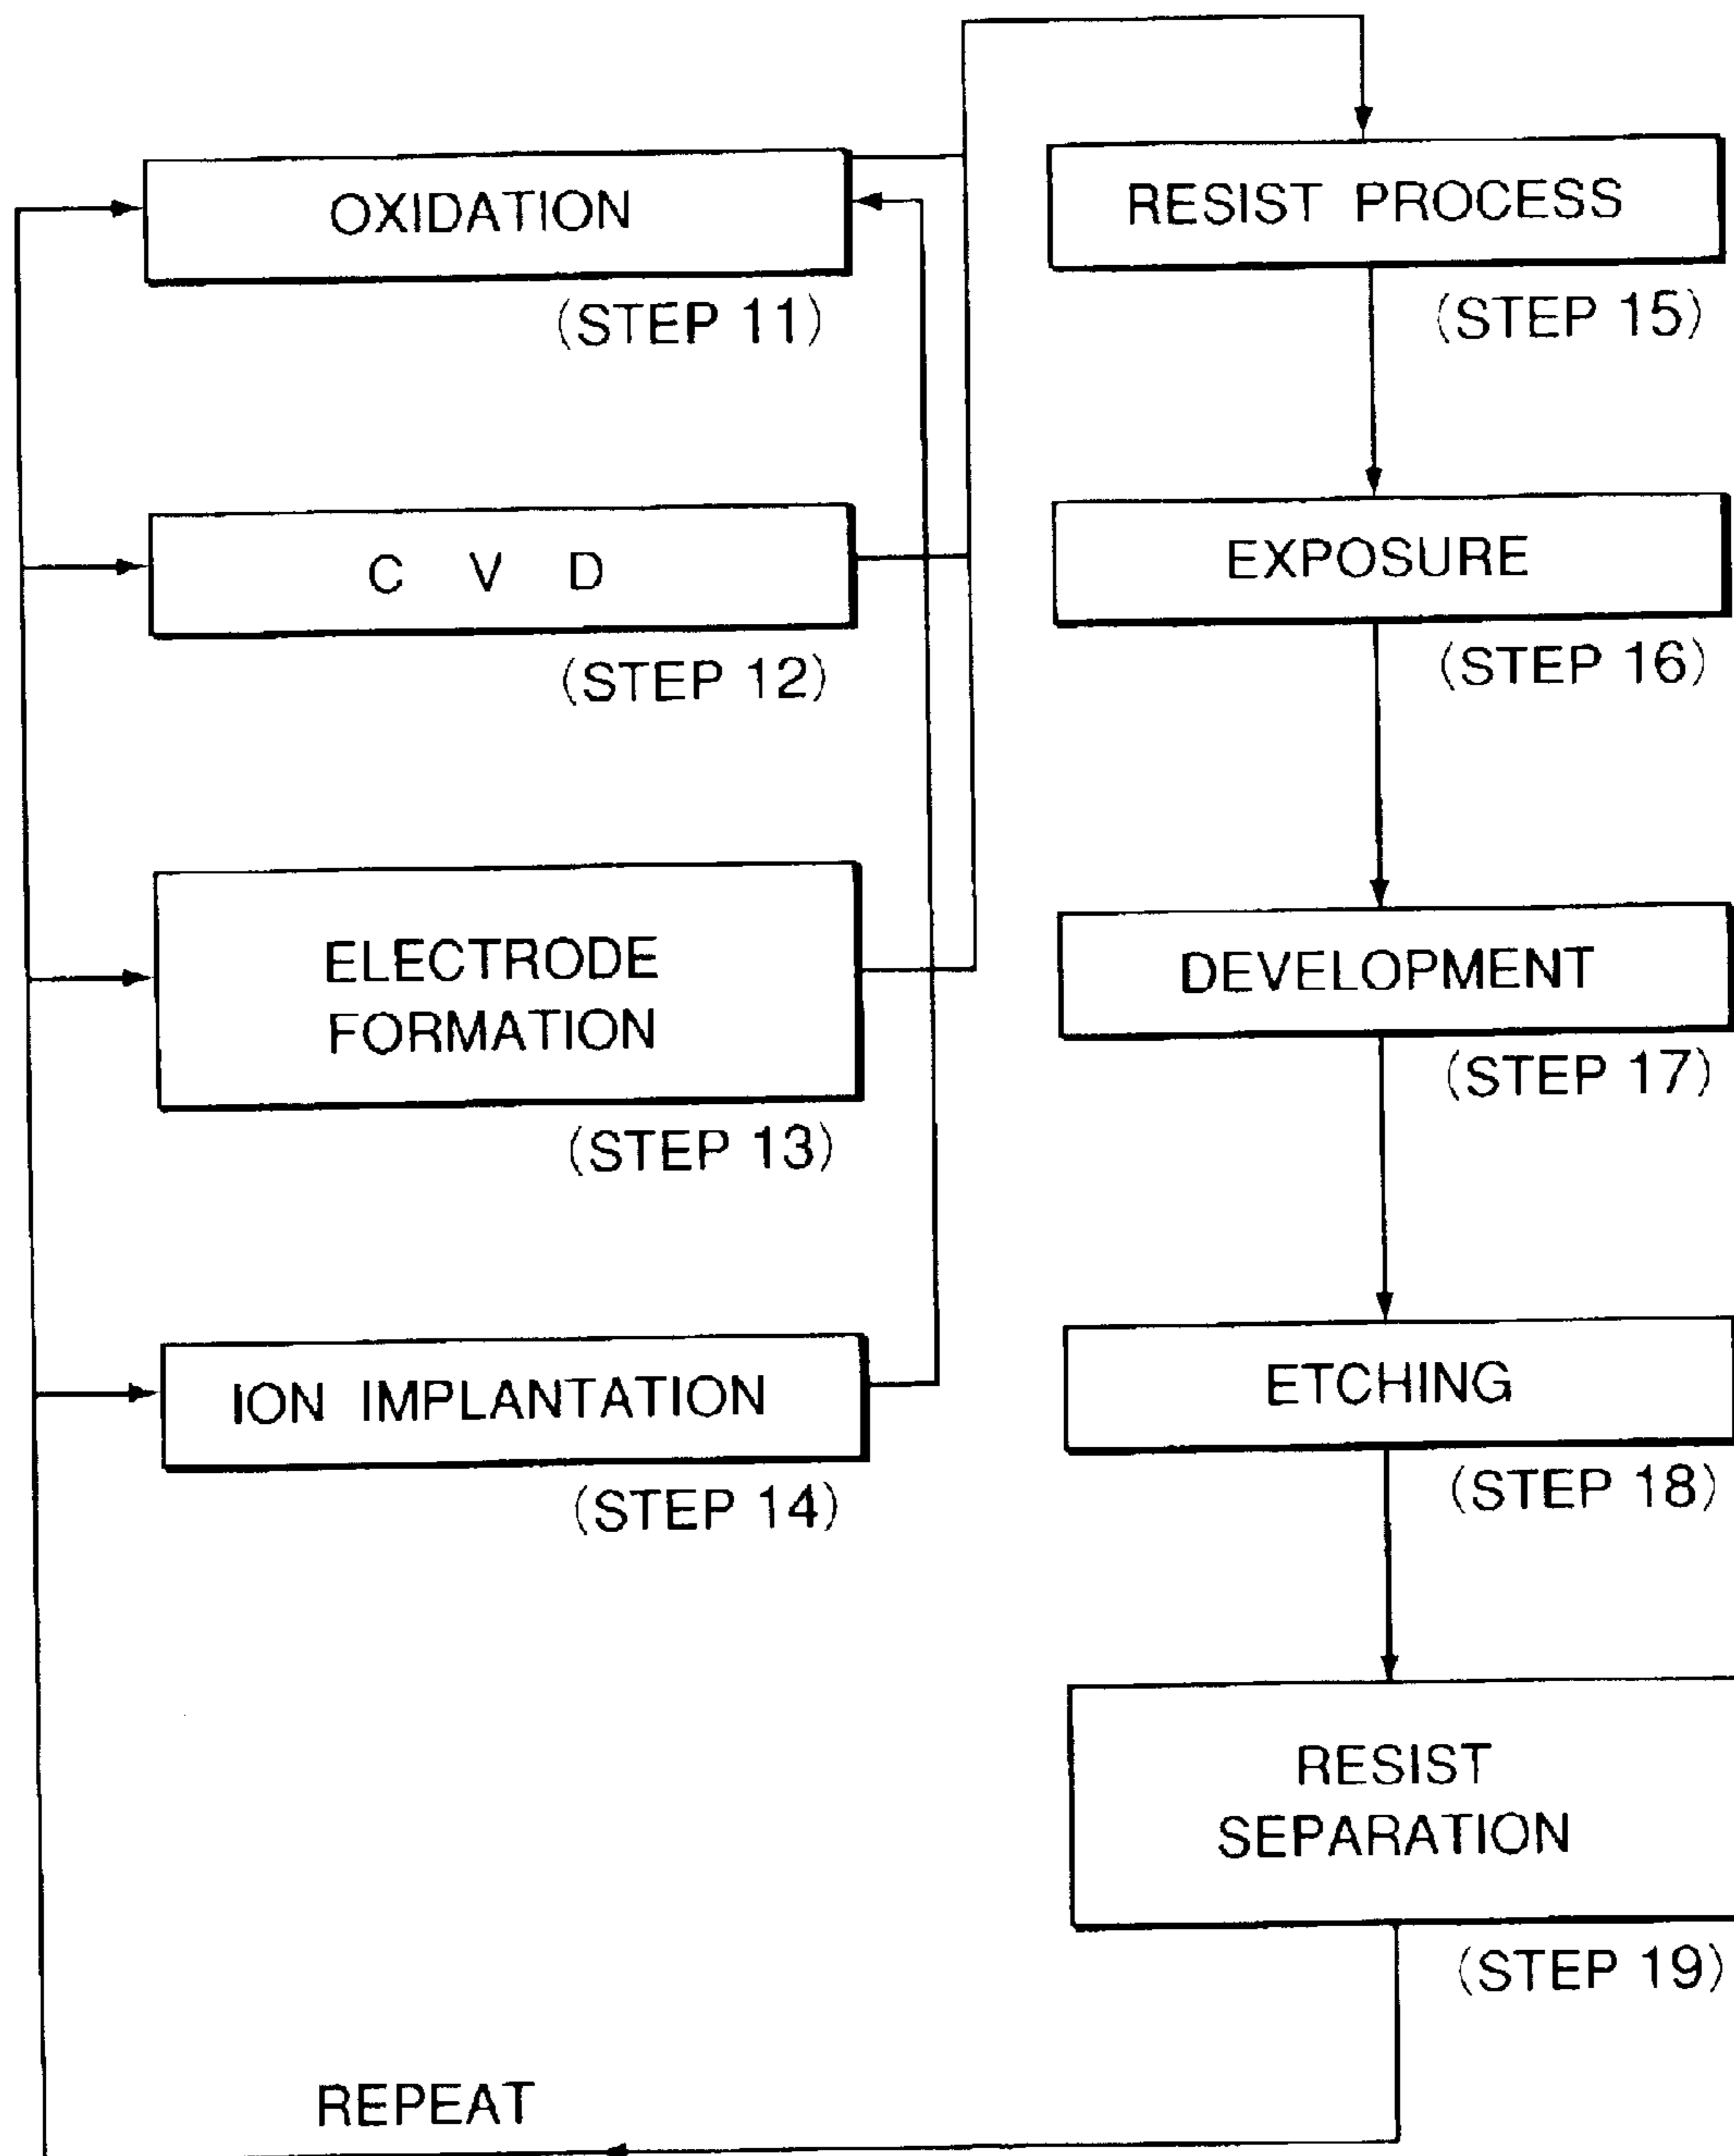 OXIDATION
(STEP 11)
C V D
(STEP 12)
ELECTRODE
FORMATION
(STEP 13)
ION IMPLANTATION
(STEP 14)
RESIST PROCESS
(STEP 15)
EXPOSURE
(STEP 16)
DEVELOPMENT
(STEP 17)
ETCHING
(STEP 18)
RESIST
SEPARATION
(STEP 19)
REPEAT